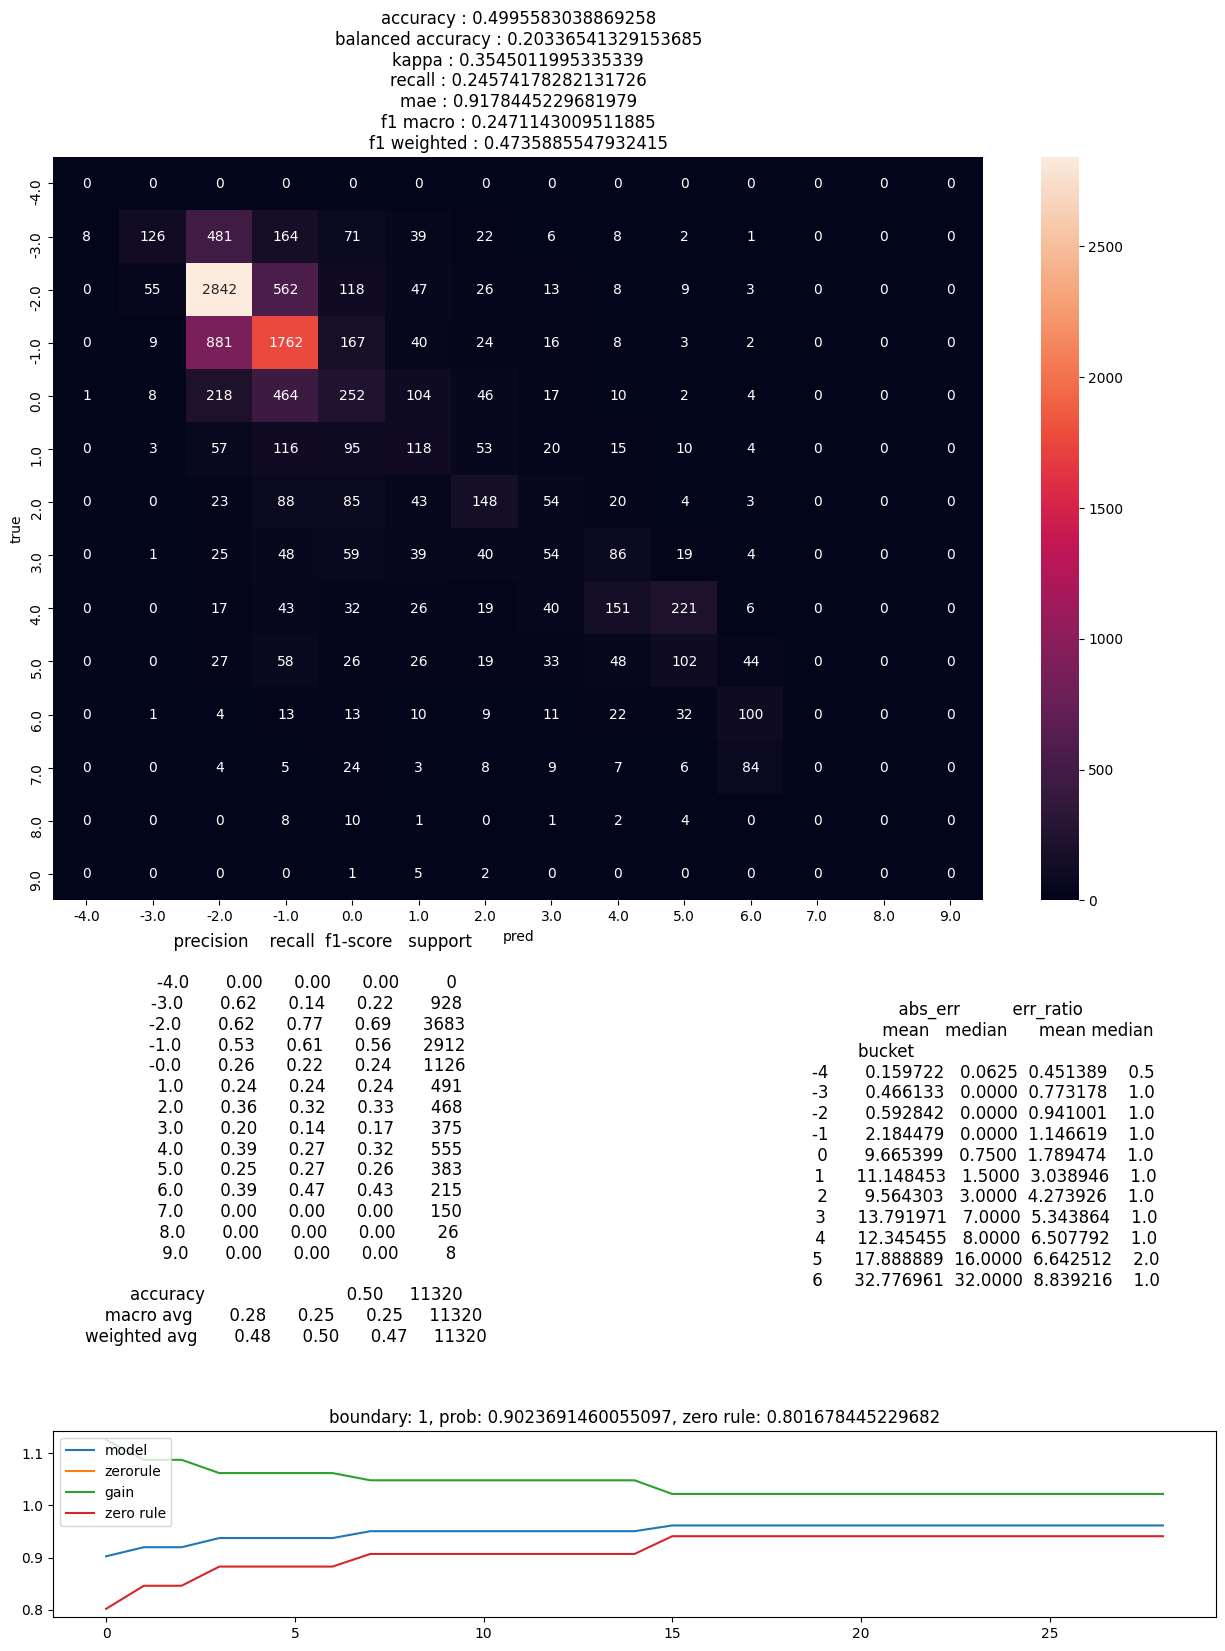 accuracy : 0.4995583038869258
balanced accuracy : 0.20336541329153685
kappa : 0.3545011995335339
recall : 0.24574178282131726
mae : 0.9178445229681979
f1 macro : 0.2471143009511885
f1 weighted : 0.4735885547932415
-4.0 0 0 0 0 0 0 0 0 0 0 0 0 0 0
-3.0 8 126 481 164 71 39 22 6 8 2 1 0 0 0
-2.0 0 55 2842 562 118 47 26 13 8 9 3 0 0 0
-1.0 0 9 881 1762 167 40 24 16 8 3 2 0 0 0
0.0 1 8 218 464 252 104 46 17 10 2 4 0 0 0
1.0 0 3 57 116 95 118 53 20 15 10 4 0 0 0
2.0 0 0 23 88 85 43 148 54 20 4 3 0 0 0
3.0 0 1 25 48 59 39 40 54 86 19 4 0 0 0
4.0 0 0 17 43 32 26 19 40 151 221 6 0 0 0
5.0 0 0 27 58 26 26 19 33 48 102 44 0 0 0
6.0 0 1 4 13 13 10 9 11 22 32 100 0 0 0
7.0 0 0 4 5 24 3 8 9 7 6 84 0 0 0
8.0 0 0 0 8 10 1 0 1 2 4 0 0 0 0
9.0 0 0 0 0 1 5 2 0 0 0 0 0 0 0
true
-4.0 -3.0 -2.0 -1.0 0.0 1.0 2.0 3.0 4.0 5.0 6.0 7.0 8.0 9.0
pred
2500
2000
1500
1000
500
0
precision recall f1-score support
-4.0 0.00 0.00 0.00 0
-3.0 0.62 0.14 0.22 928
-2.0 0.62 0.77 0.69 3683
-1.0 0.53 0.61 0.56 2912
-0.0 0.26 0.22 0.24 1126
1.0 0.24 0.24 0.24 491
2.0 0.36 0.32 0.33 468
3.0 0.20 0.14 0.17 375
4.0 0.39 0.27 0.32 555
5.0 0.25 0.27 0.26 383
6.0 0.39 0.47 0.43 215
7.0 0.00 0.00 0.00 150
8.0 0.00 0.00 0.00 26
9.0 0.00 0.00 0.00 8
accuracy 0.50 11320
macro avg 0.28 0.25 0.25 11320
weighted avg 0.48 0.50 0.47 11320
abs_err err_ratio
mean median mean median
bucket
-4 0.159722 0.0625 0.451389 0.5
-3 0.466133 0.0000 0.773178 1.0
-2 0.592842 0.0000 0.941001 1.0
-1 2.184479 0.0000 1.146619 1.0
0 9.665399 0.7500 1.789474 1.0
1 11.148453 1.5000 3.038946 1.0
2 9.564303 3.0000 4.273926 1.0
3 13.791971 7.0000 5.343864 1.0
4 12.345455 8.0000 6.507792 1.0
5 17.888889 16.0000 6.642512 2.0
6 32.776961 32.0000 8.839216 1.0
boundary: 1, prob: 0.9023691460055097, zero rule: 0.801678445229682
model
zerorule
gain
zero rule
1.1
1.0
0.9
0.8
0 5 10 15 20 25